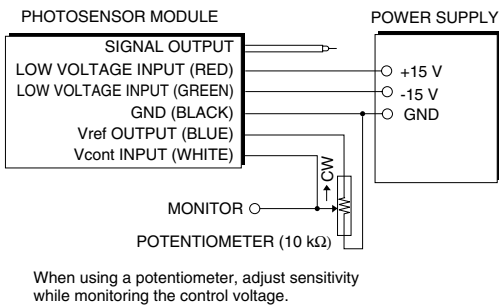 PHOTOSENSOR MODULE
POWER SUPPLY
SIGNAL OUTPUT
LOW VOLTAGE INPUT (RED)
+15 V
LOW VOLTAGE INPUT (GREEN)
-15 V
GND (BLACK)
GND
Vref OUTPUT (BLUE)
Vcont INPUT (WHITE)
CW
MONITOR
POTENTIOMETER (10 kΩ)
When using a potentiometer, adjust sensitivity
while monitoring the control voltage.